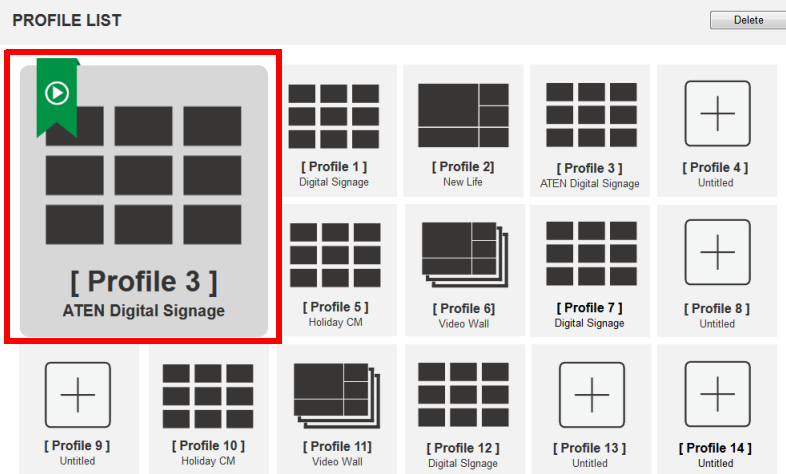 PROFILE LIST
Delete
[ Profile 3 ]
ATEN Digital Signage
[ Profile 1 ]
Digital Signage
[ Profile 2]
New Life
[ Profile 3 ]
ATEN Digital Signage
[ Profile 4 ]
Untitled
[ Profile 5 ]
Holiday CM
[ Profile 6]
Video Wall
[ Profile 7 ]
Digital Signage
[ Profile 8 ]
Untitled
[ Profile 9 ]
Untitled
[ Profile 10 ]
Holiday CM
[ Profile 11]
Video Wall
[ Profile 12 ]
Digital SIgnage
[ Profile 13 ]
Untitled
[ Profile 14 ]
Untitled